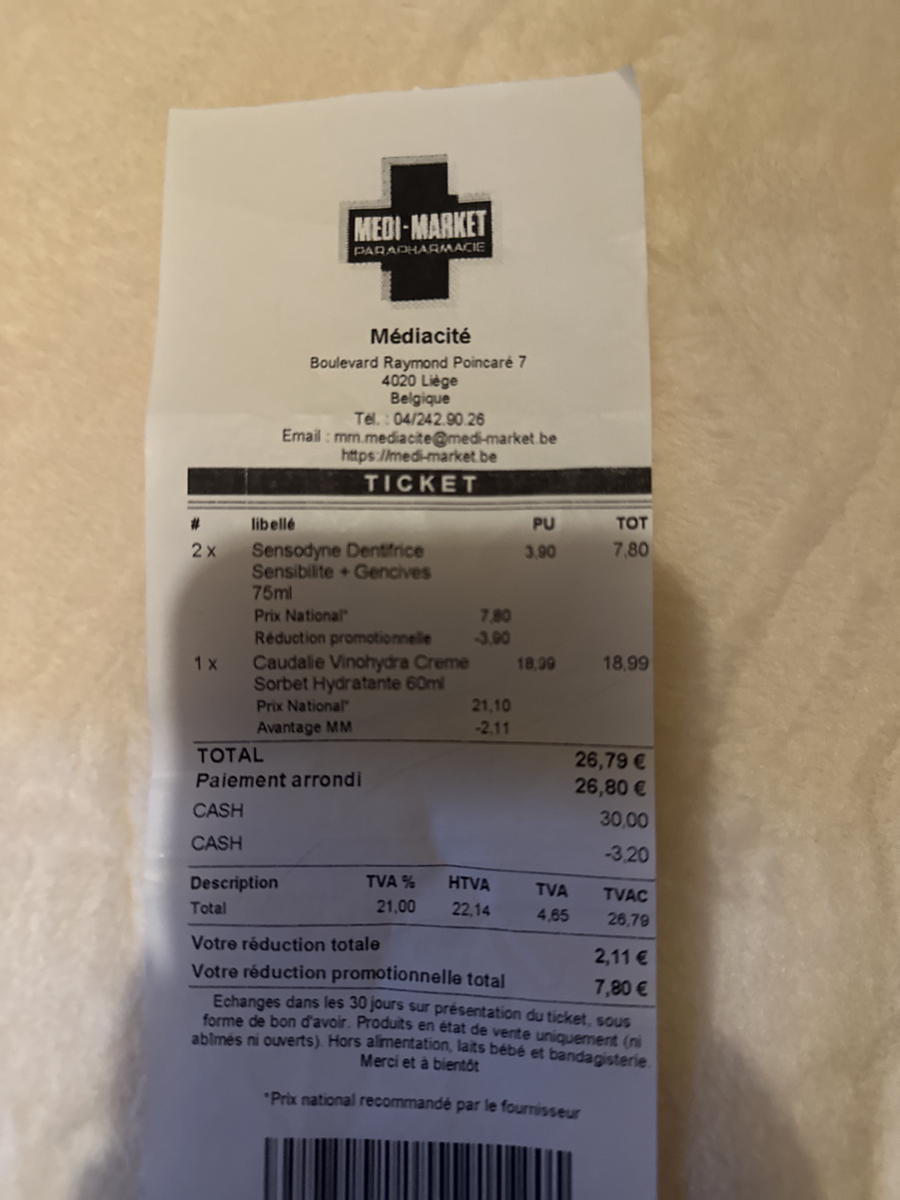 MEDI-MARKET
PARAPHARMACIE
Médiacité
Boulevard Raymond Poincaré 7
4020 Liège
Belgique
Tél. : 04/242.90.26
Email : mm.mediacite@medi-market.be
https://medi-market.be
TICKET
# libellé PU TOT
2 x Sensodyne Dentifrice 3,90 7,80
Sensibilite + Gencives
75ml
Prix National* 7,80
Réduction promotionnelle -3,90
1 x Caudalie Vinohydra Creme 18,99 18,99
Sorbet Hydratante 60ml
Prix National* 21,10
Avantage MM -2,11
TOTAL 26,79 €
Paiement arrondi 26,80 €
CASH 30,00
CASH -3,20
Description TVA % HTVA TVA TVAC
Total 21,00 22,14 4,65 26,79
Votre réduction totale 2,11 €
Votre réduction promotionnelle total 7,80 €
Echanges dans les 30 jours sur présentation du ticket, sous
forme de bon d'avoir. Produits en état de vente uniquement (ni
abîmés ni ouverts). Hors alimentation, laits bébé et bandagisterie.
Merci et à bientôt
*Prix national recommandé par le fournisseur